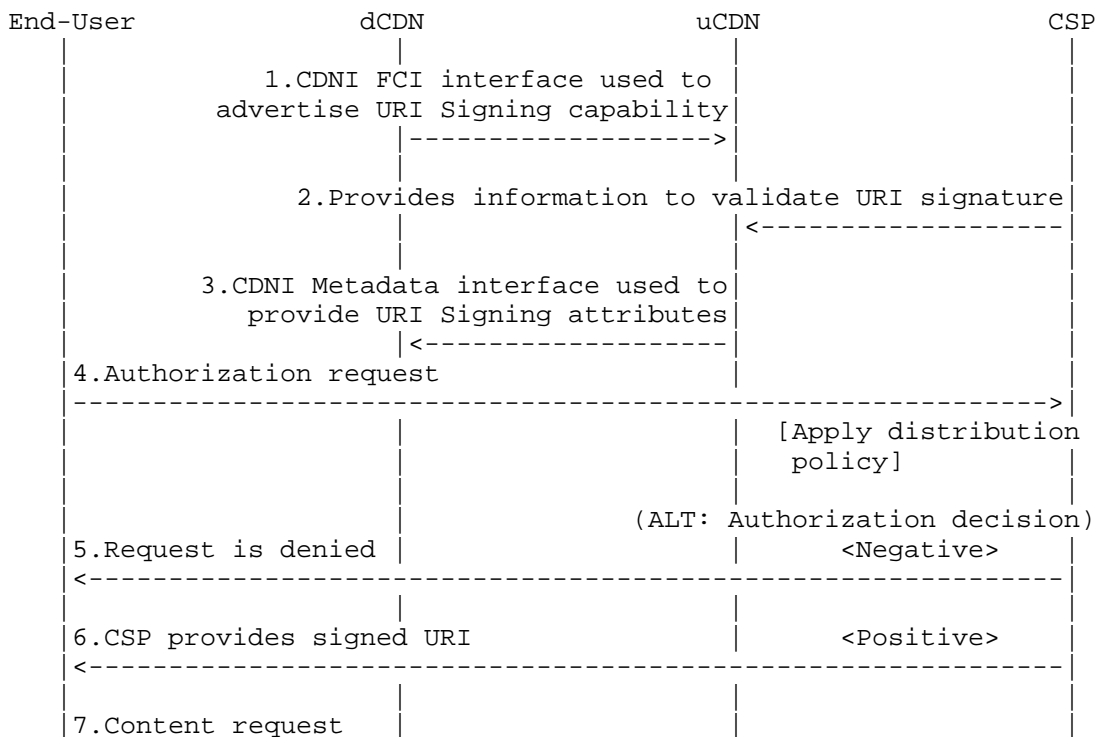 End-User dCDN uCDN CSP
1.CDNI FCI interface used to
advertise URI Signing capability
2.Provides information to validate URI signature
3.CDNI Metadata interface used to
provide URI Signing attributes
4.Authorization request
[Apply distribution
policy]
(ALT: Authorization decision)
5.Request is denied <Negative>
6.CSP provides signed URI <Positive>
7.Content request